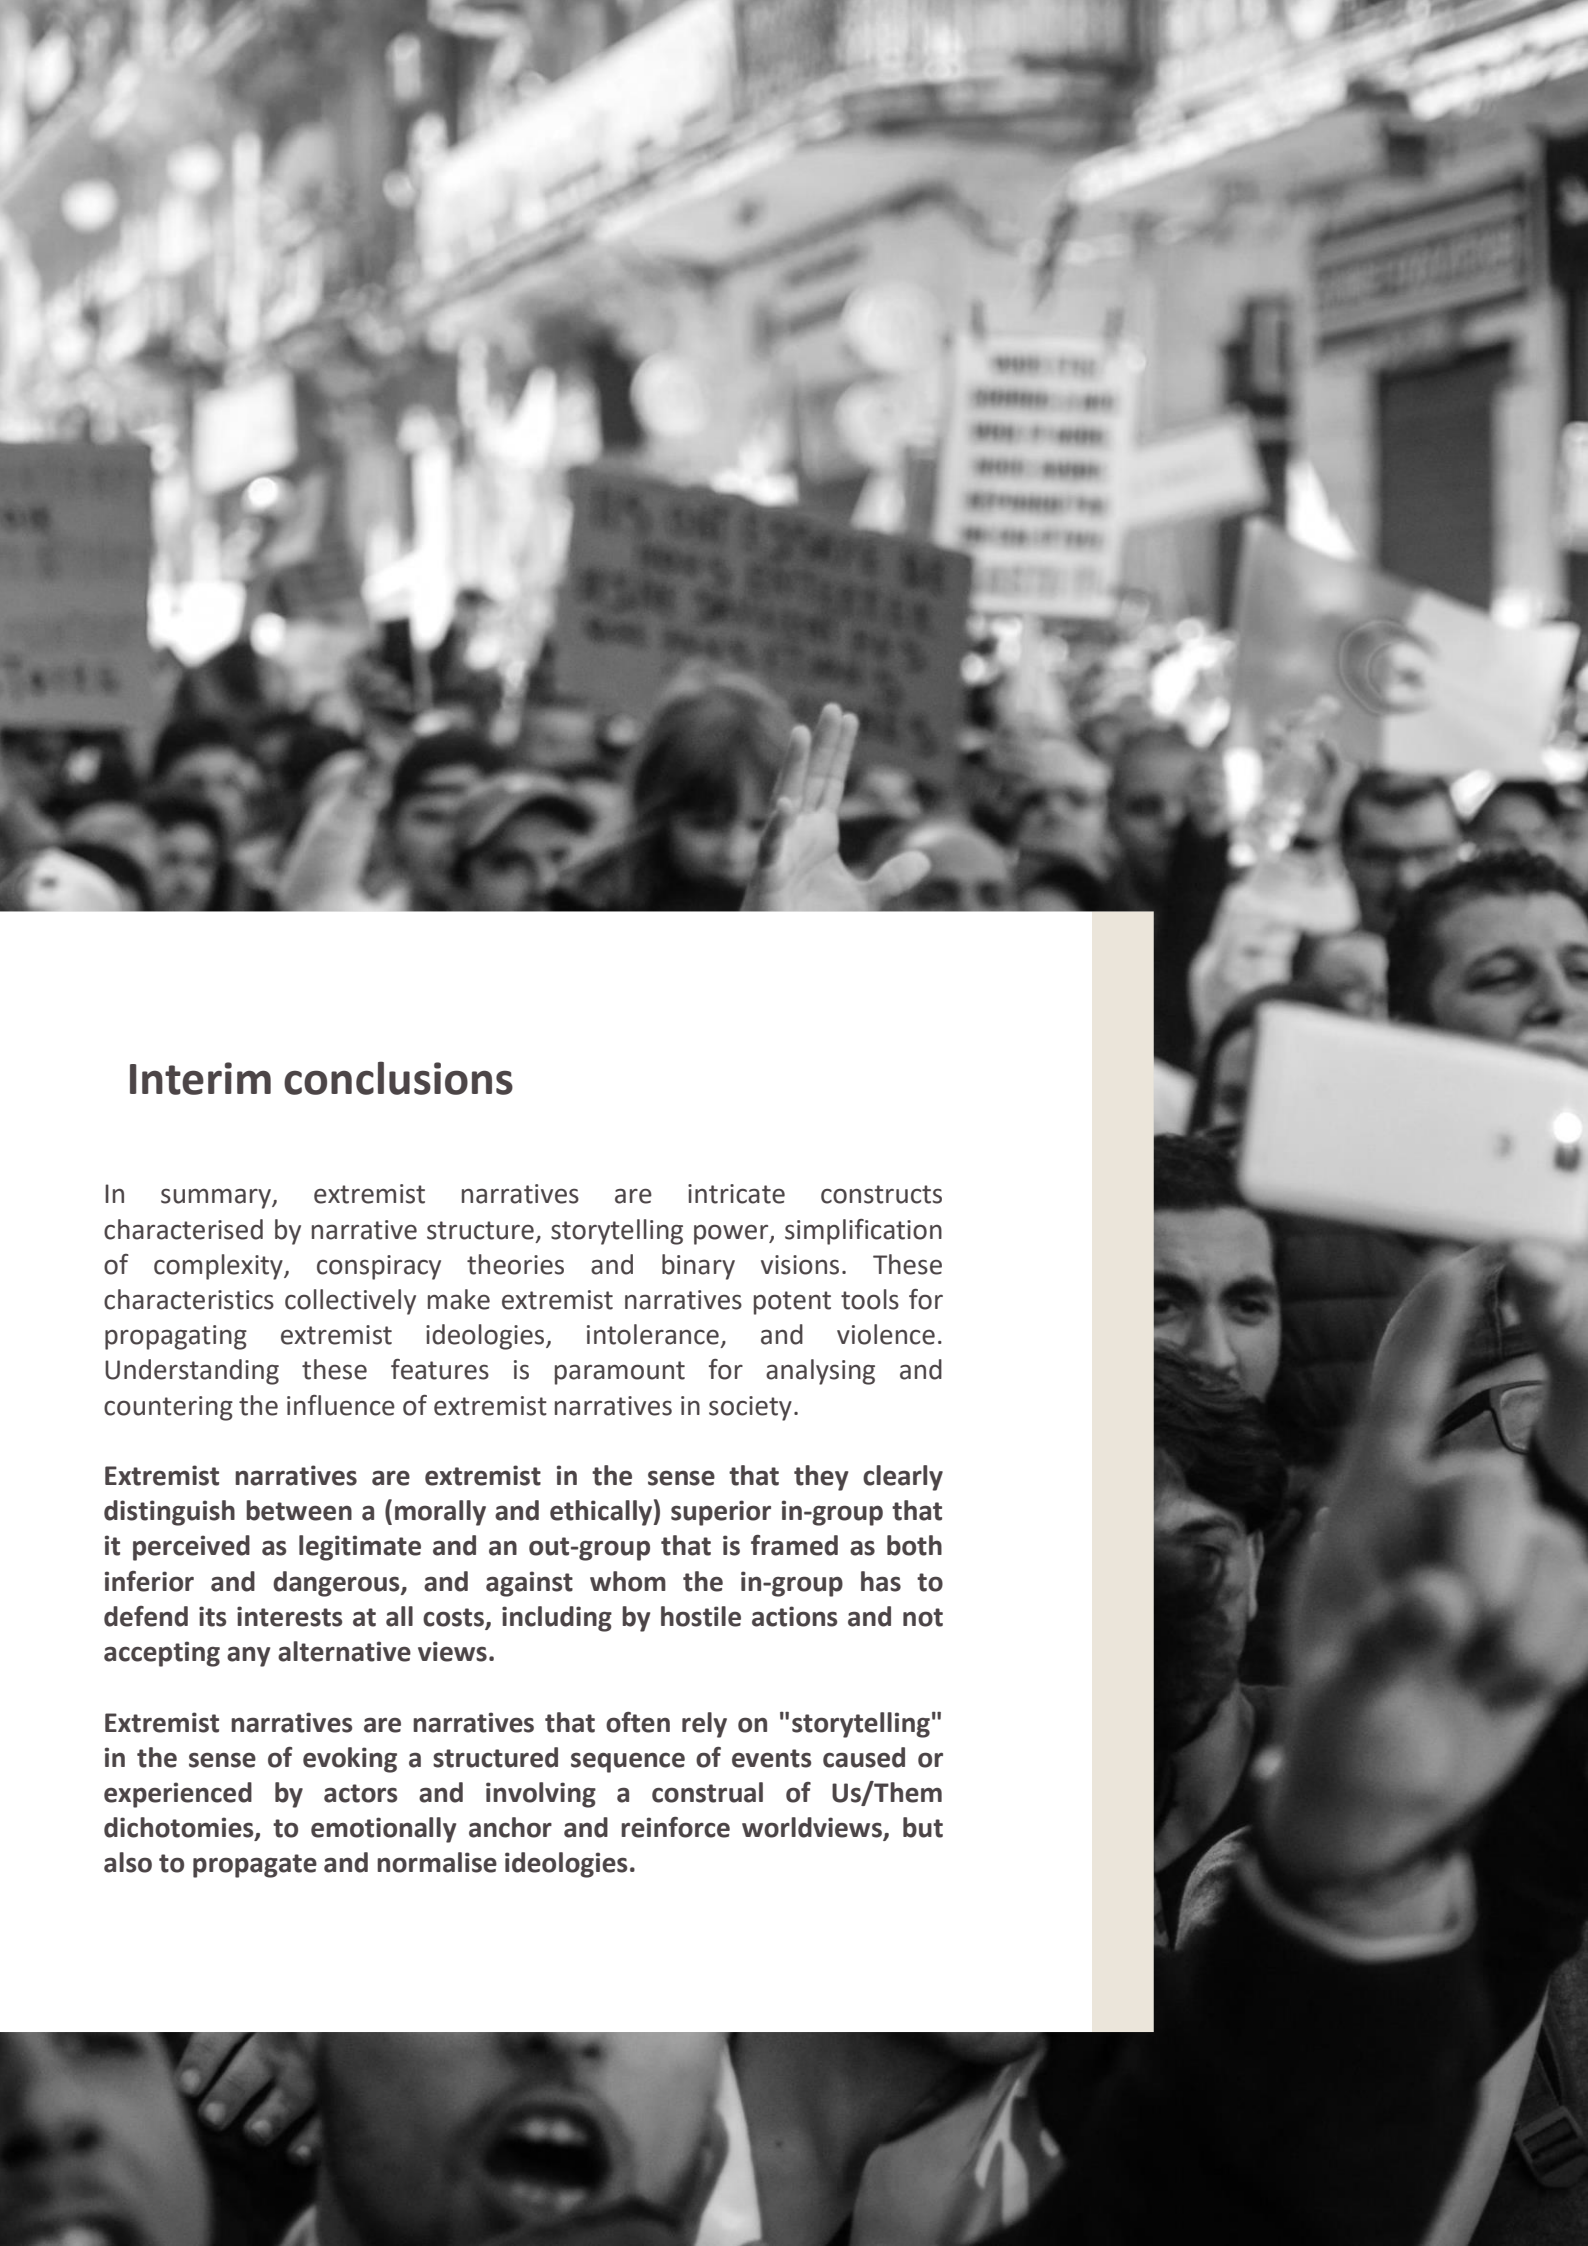 Interim conclusions
In summary, extremist narratives are intricate constructs
characterised by narrative structure, storytelling power, simplification
of complexity, conspiracy theories and binary visions. These
characteristics collectively make extremist narratives potent tools for
propagating extremist ideologies, intolerance, and violence.
Understanding these features is paramount for analysing and
countering the influence of extremist narratives in society.
Extremist narratives are extremist in the sense that they clearly
distinguish between a (morally and ethically) superior in-group that
it perceived as legitimate and an out-group that is framed as both
inferior and dangerous, and against whom the in-group has to
defend its interests at all costs, including by hostile actions and not
accepting any alternative views.
Extremist narratives are narratives that often rely on "storytelling"
in the sense of evoking a structured sequence of events caused or
experienced by actors and involving a construal of Us/Them
dichotomies, to emotionally anchor and reinforce worldviews, but
also to propagate and normalise ideologies.